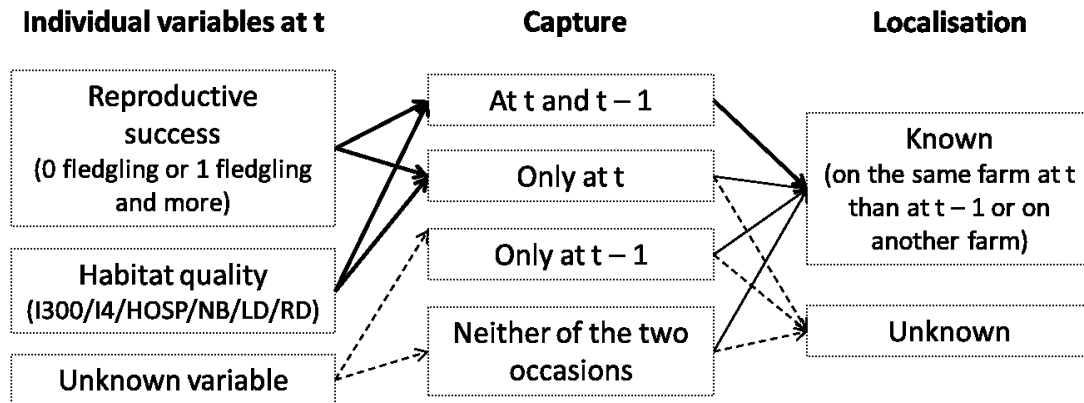 Individual variables at t
Capture
Localisation
Reproductive
success
(0 fledgling or 1 fledgling
and more)
Habitat quality
(I300/I4/HOSP/NB/LD/RD)
Unknown variable
At t and t – 1
Only at t
Only at t – 1
Neither of the two
occasions
Known
(on the same farm at t
than at t – 1 or on
another farm)
Unknown